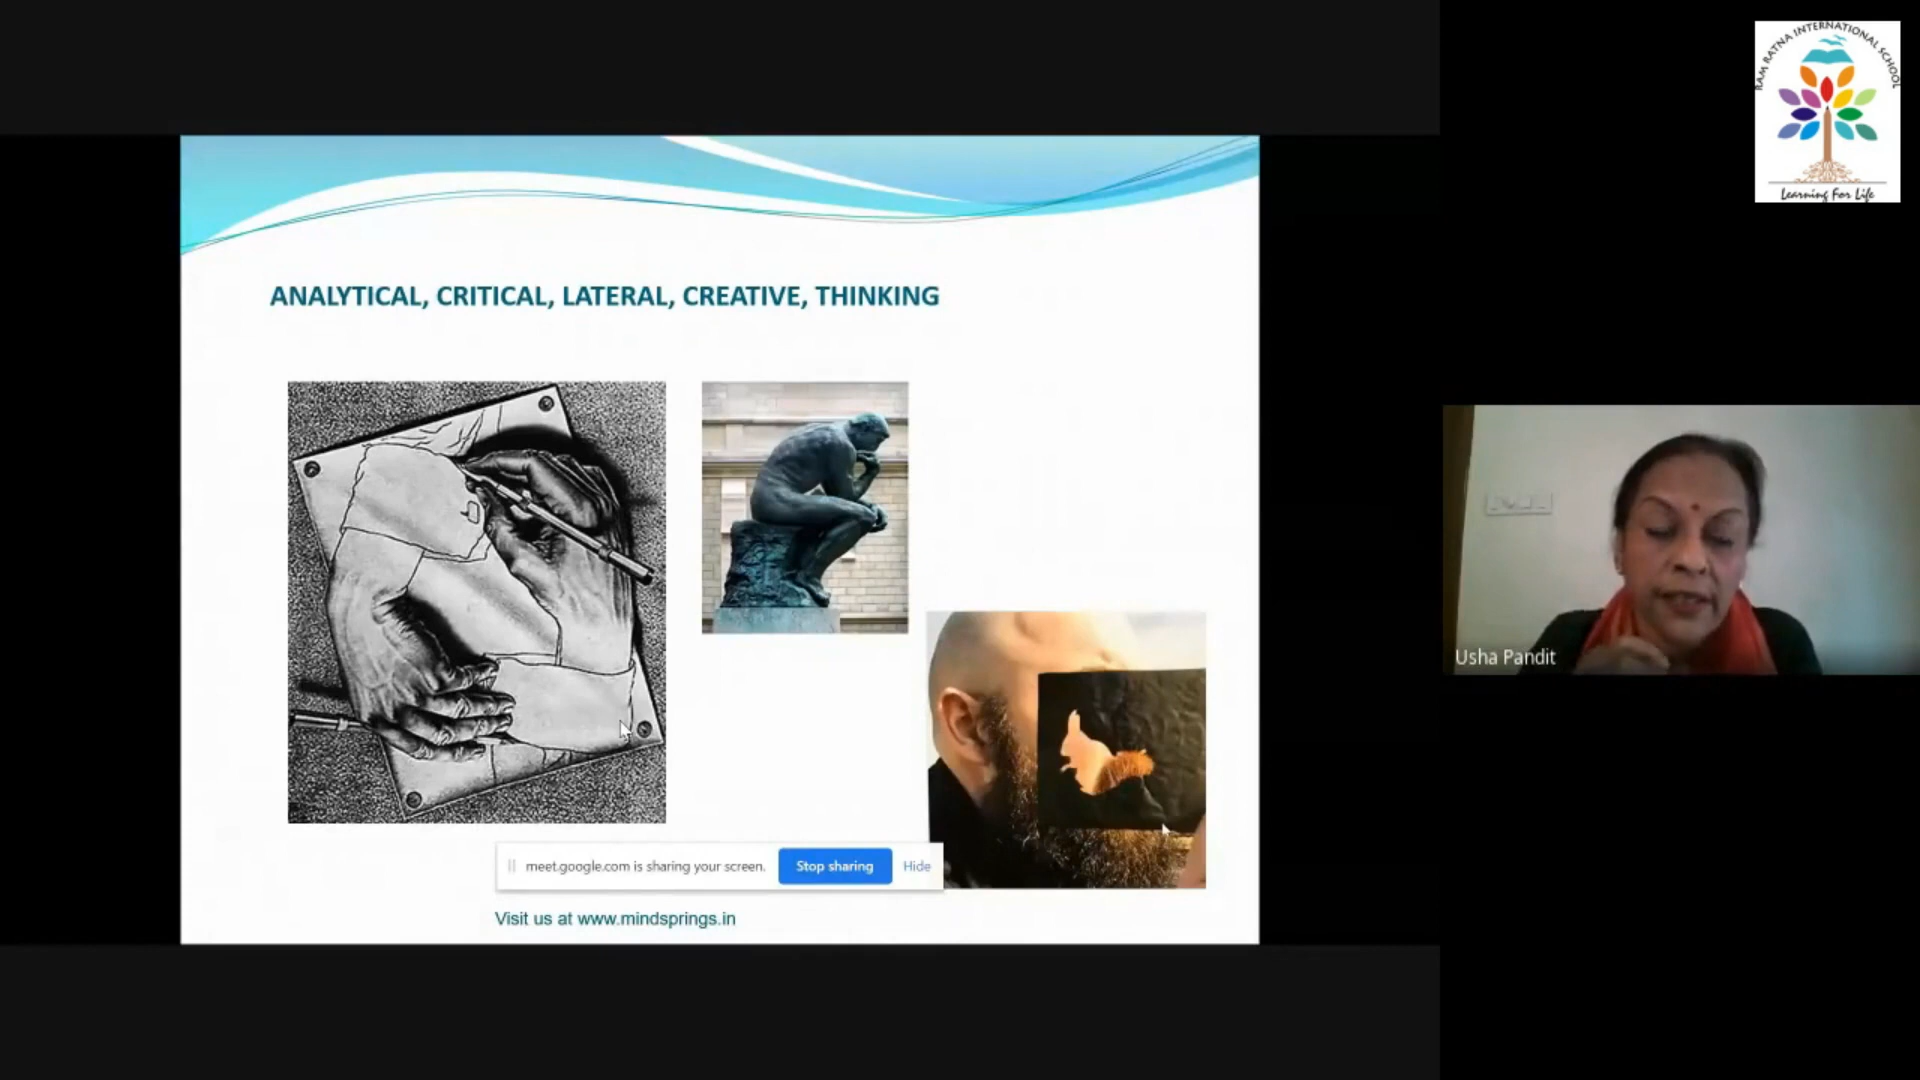 RAM RATNA INTERNATIONAL SCHOOL
Learning For Life
ANALYTICAL, CRITICAL, LATERAL, CREATIVE, THINKING
Usha Pandit
meet.google.com is sharing your screen. Stop sharing Hide
Visit us at www.mindsprings.in